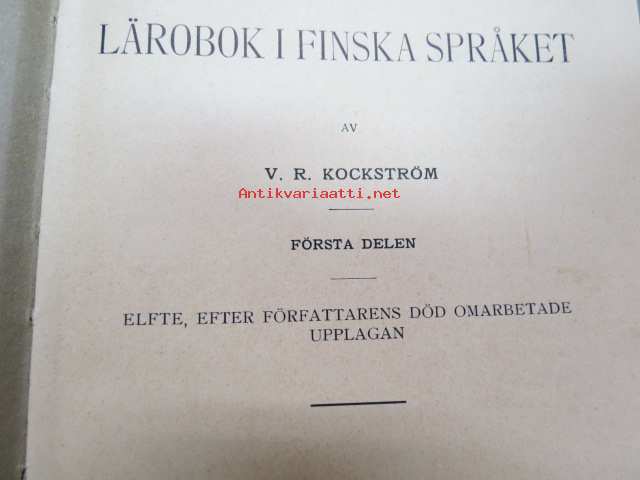 LÄROBOK I FINSKA SPRÅKET
AV
V. R. KOCKSTRÖM
Antikvariaatti.net
FÖRSTA DELEN
ELFTE, EFTER FÖRFATTARENS DÖD OMARBETADE
UPPLAGAN